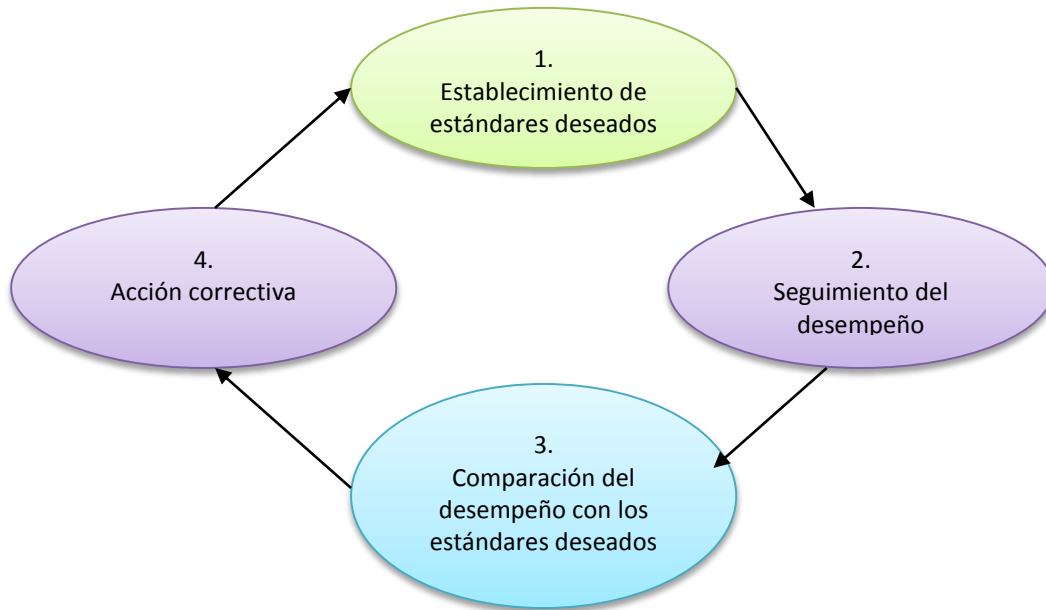 1.
Establecimiento de
estándares deseados
2.
Seguimiento del
desempeño
3.
Comparación del
desempeño con los
estándares deseados
4.
Acción correctiva